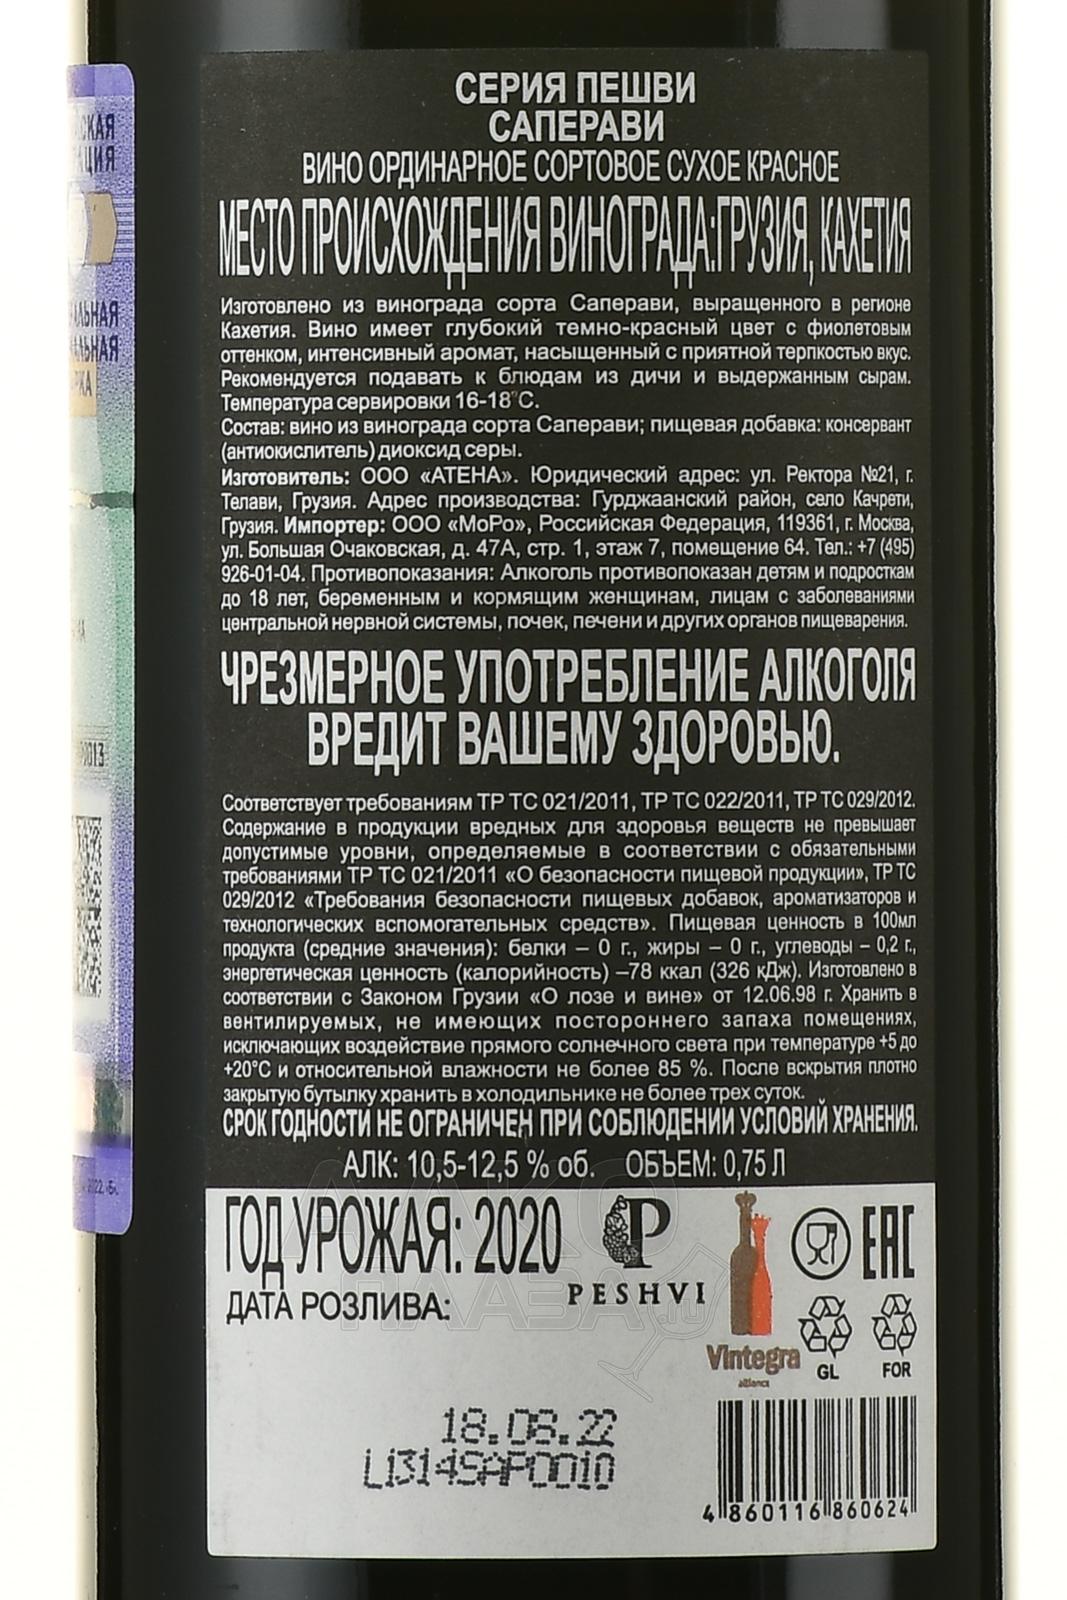 СЕРИЯ ПЕШВИ
САПЕРАВИ
ВИНО ОРДИНАРНОЕ СОРТОВОЕ СУХОЕ КРАСНОЕ
МЕСТО ПРОИСХОЖДЕНИЯ ВИНОГРАДА:ГРУЗИЯ, КАХЕТИЯ
Изготовлено из винограда сорта Саперави, выращенного в регионе
Кахетия. Вино имеет глубокий темно-красный цвет с фиолетовым
оттенком, интенсивный аромат, насыщенный с приятной терпкостью вкус.
Рекомендуется подавать к блюдам из дичи и выдержанным сырам.
Температура сервировки 16-18°С.
Состав: вино из винограда сорта Саперави; пищевая добавка: консервант
(антиокислитель) диоксид серы.
Изготовитель: ООО «АТЕНА». Юридический адрес: ул. Ректора №21, г.
Телави, Грузия. Адрес производства: Гурджаанский район, село Качрети,
Грузия. Импортер: ООО «МоРо», Российская Федерация, 119361, г. Москва,
ул. Большая Очаковская, д. 47А, стр. 1, этаж 7, помещение 64. Тел.: +7 (495)
926-01-04. Противопоказания: Алкоголь противопоказан детям и подросткам
до 18 лет, беременным и кормящим женщинам, лицам с заболеваниями
центральной нервной системы, почек, печени и других органов пищеварения.
ЧРЕЗМЕРНОЕ УПОТРЕБЛЕНИЕ АЛКОГОЛЯ
ВРЕДИТ ВАШЕМУ ЗДОРОВЬЮ.
Соответствует требованиям ТР ТС 021/2011, ТР ТС 022/2011, ТР ТС 029/2012.
Содержание в продукции вредных для здоровья веществ не превышает
допустимые уровни, определяемые в соответствии с обязательными
требованиями ТР ТС 021/2011 «О безопасности пищевой продукции», ТР ТС
029/2012 «Требования безопасности пищевых добавок, ароматизаторов и
технологических вспомогательных средств». Пищевая ценность в 100мл
продукта (средние значения): белки – 0 г., жиры – 0 г., углеводы – 0,2 г.,
энергетическая ценность (калорийность) –78 ккал (326 кДж). Изготовлено в
соответствии с Законом Грузии «О лозе и вине» от 12.06.98 г. Хранить в
вентилируемых, не имеющих постороннего запаха помещениях,
исключающих воздействие прямого солнечного света при температуре +5 до
+20°С и относительной влажности не более 85 %. После вскрытия плотно
закрытую бутылку хранить в холодильнике не более трех суток.
СРОК ГОДНОСТИ НЕ ОГРАНИЧЕН ПРИ СОБЛЮДЕНИИ УСЛОВИЙ ХРАНЕНИЯ.
АЛК: 10,5-12,5 % об. ОБЪЕМ: 0,75 Л
ГОД УРОЖАЯ: 2020
ДАТА РОЗЛИВА:
P
PESHVI
Vintegra
alliance
EAC
GL
FOR
18.08.22
L1314SAP0010
4 860116 860624
АЛКО
ПЛАЗА.ru
0013